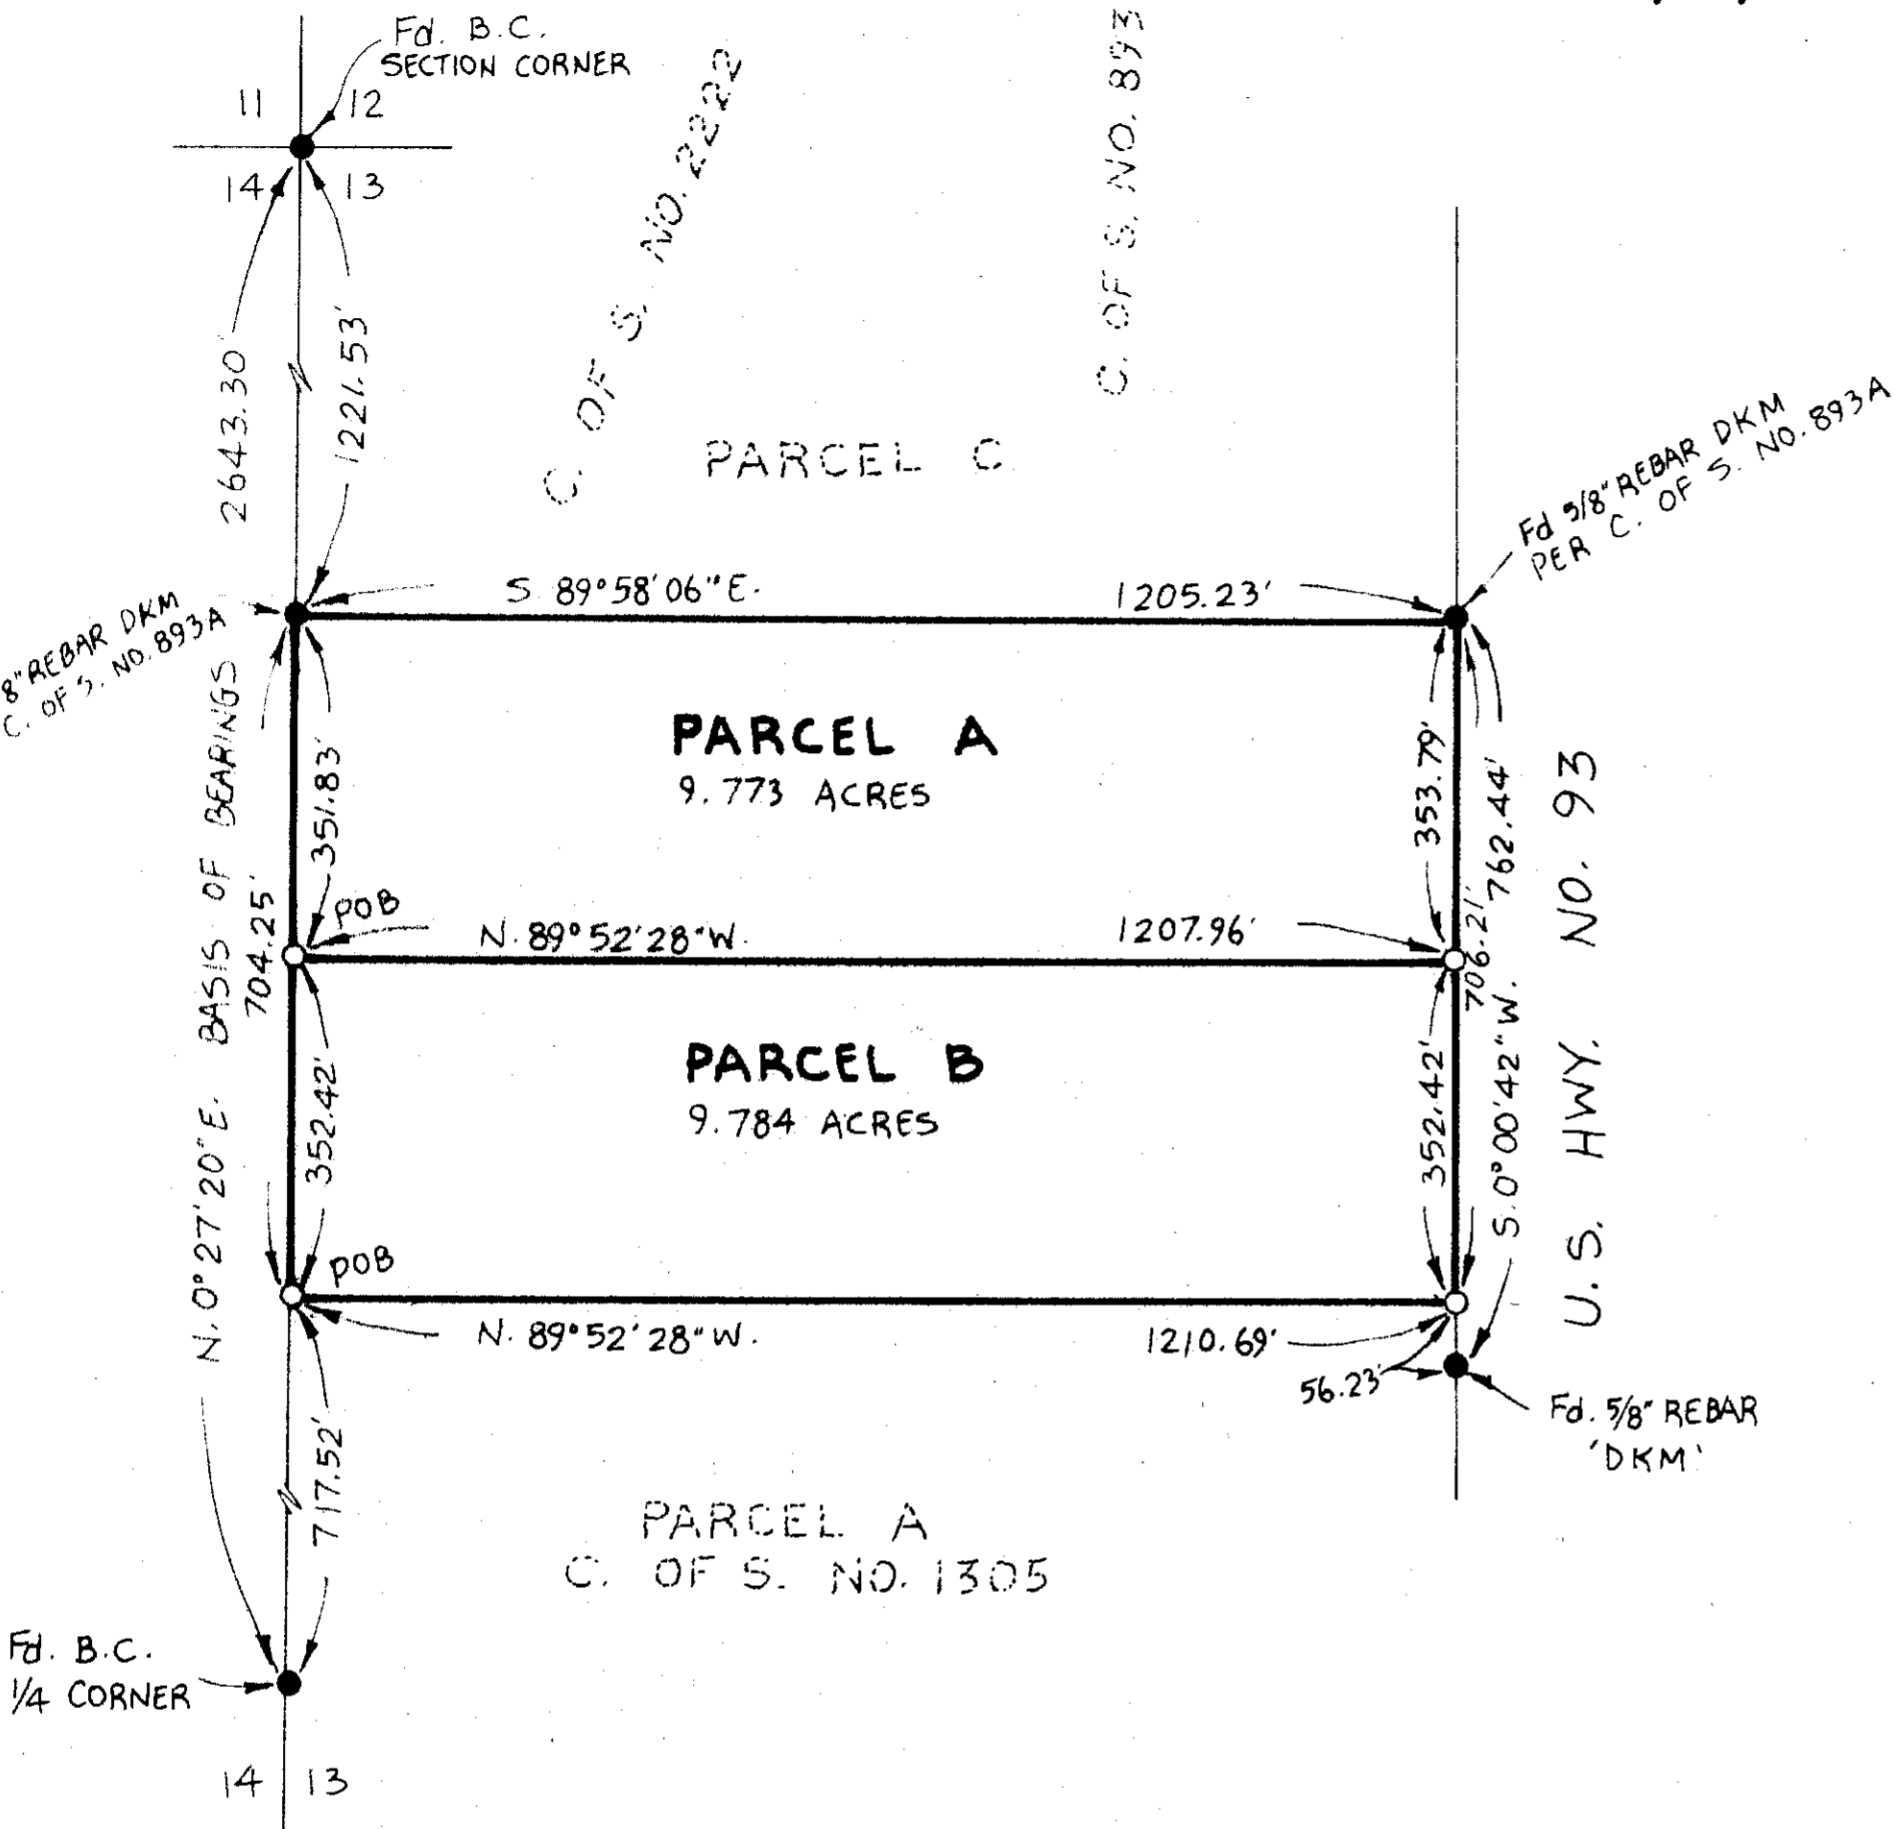 Fd. B.C.
SECTION CORNER
11
12
14
13
C. OF S. NO. 2222
C. OF S. NO. 893
2643.30'
1221.53'
PARCEL C
Fd 5/8" REBAR DKM
PER C. OF S. NO. 893A
8" REBAR DKM
C. OF S. NO. 893A
S. 89°58'06"E.
1205.23'
PARCEL A
9.773 ACRES
351.83'
353.79'
762.44'
704.25'
706.21'
N. 0°27'20"E. BASIS OF BEARINGS
S. 0°00'42"W.
U.S. HWY. NO. 93
POB
N. 89°52'28"W.
1207.96'
PARCEL B
9.784 ACRES
352.42'
352.42'
POB
N. 89°52'28"W.
1210.69'
56.23'
Fd. 5/8" REBAR
'DKM'
717.52'
PARCEL A
C. OF S. NO. 1305
Fd. B.C.
1/4 CORNER
14
13